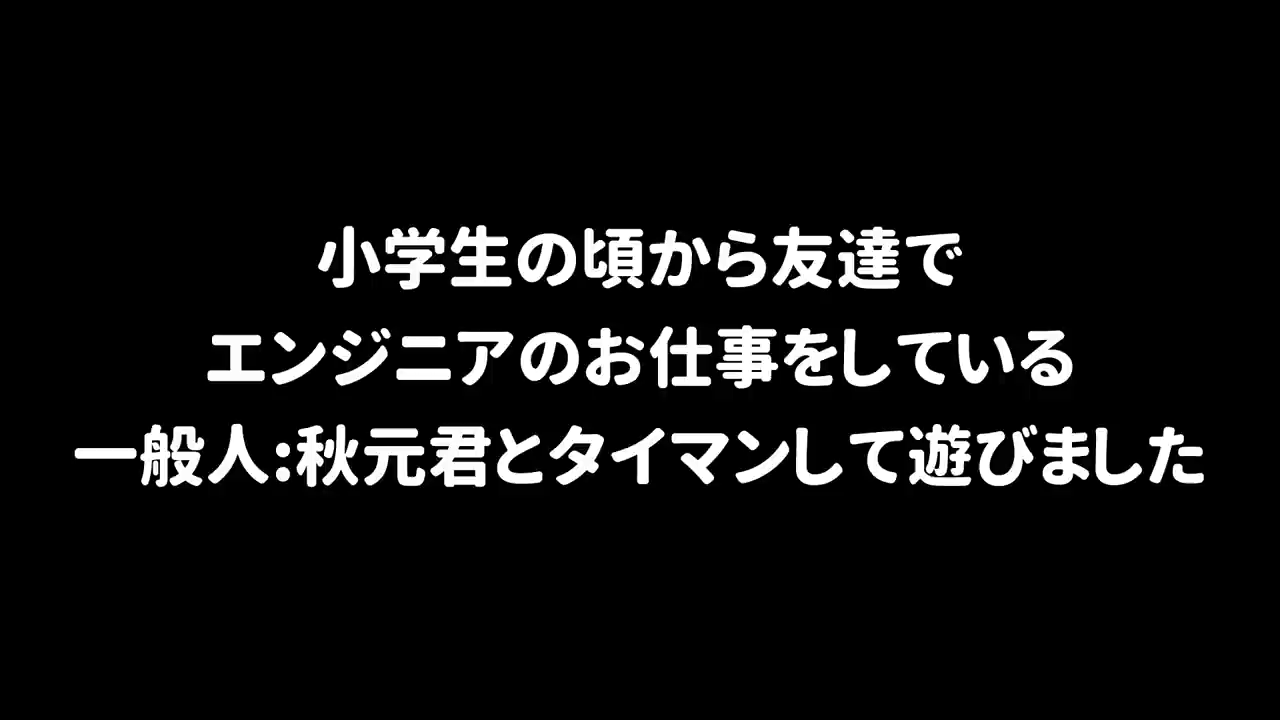 小学生の頃から友達で
エンジニアのお仕事をしている
一般人:秋元君とタイマンして遊びました